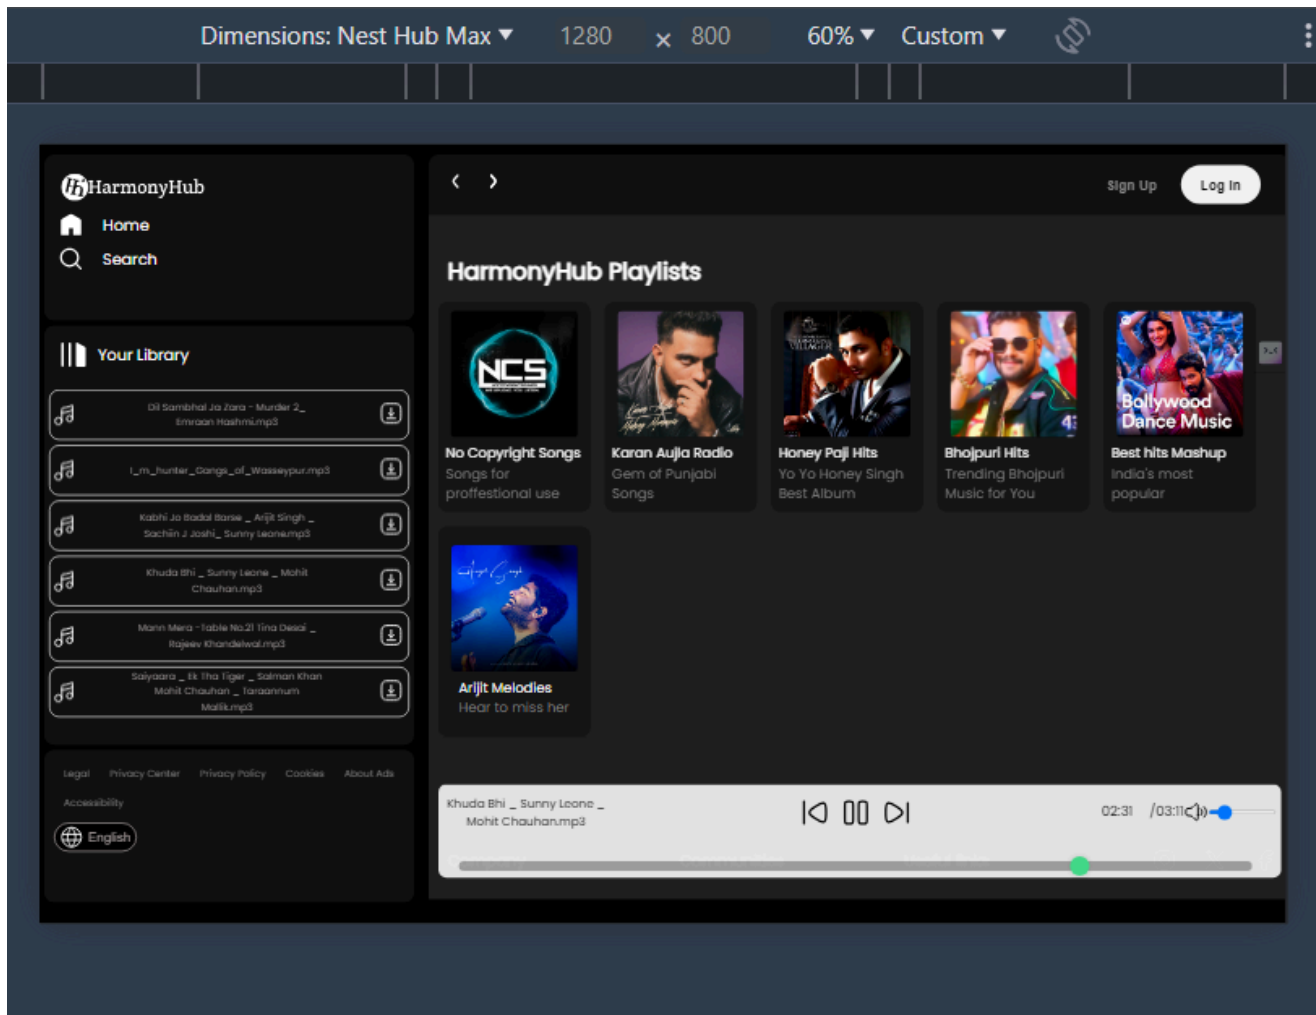 Dimensions: Nest Hub Max 1280 × 800 60% Custom
HarmonyHub
Home
Search
Your Library
Dil Sambhal Ja Zara - Murder 2_
Emraan Hashmi.mp3
I_m_hunter_Gangs_of_Wasseypur.mp3
Kabhi Jo Badal Barse _ Arijit Singh _
Sachiin J Joshi_ Sunny Leone.mp3
Khuda Bhi _ Sunny Leone _ Mohit
Chauhan.mp3
Mann Mera -Table No.21 Tina Desai _
Rajeev Khandelwal.mp3
Saiyaara _ Ek Tha Tiger _ Salman Khan
Mohit Chauhan _ Taraannum
Mallik.mp3
Legal Privacy Center Privacy Policy Cookies About Ads
Accessibility
English
Sign Up Log In
HarmonyHub Playlists
NCS
No Copyright Songs
Songs for
proffestional use
Karan Aujla Radio
Gem of Punjabi
Songs
VILLAGER
Honey Paji Hits
Yo Yo Honey Singh
Best Album
Bhojpuri Hits
Trending Bhojpuri
Music for You
Bollywood
Dance Music
Best hits Mashup
India's most
popular
Arijit Singh
Arijit Melodies
Hear to miss her
Khuda Bhi _ Sunny Leone _
Mohit Chauhan.mp3
02:31 /03:11
Company Communities